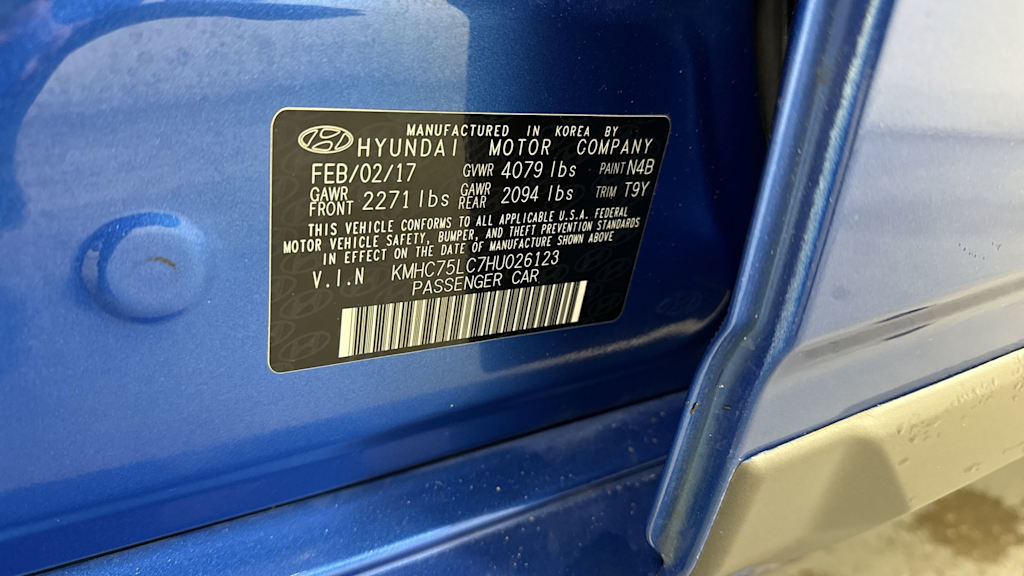 MANUFACTURED IN KOREA BY
HYUNDAI MOTOR COMPANY
FEB/02/17 GVWR 4079 lbs PAINT N4B
GAWR FRONT 2271 lbs GAWR REAR 2094 lbs TRIM T9Y
THIS VEHICLE CONFORMS TO ALL APPLICABLE U.S.A. FEDERAL
MOTOR VEHICLE SAFETY, BUMPER, AND THEFT PREVENTION STANDARDS
IN EFFECT ON THE DATE OF MANUFACTURE SHOWN ABOVE
V.I.N KMHC75LC7HU026123
PASSENGER CAR